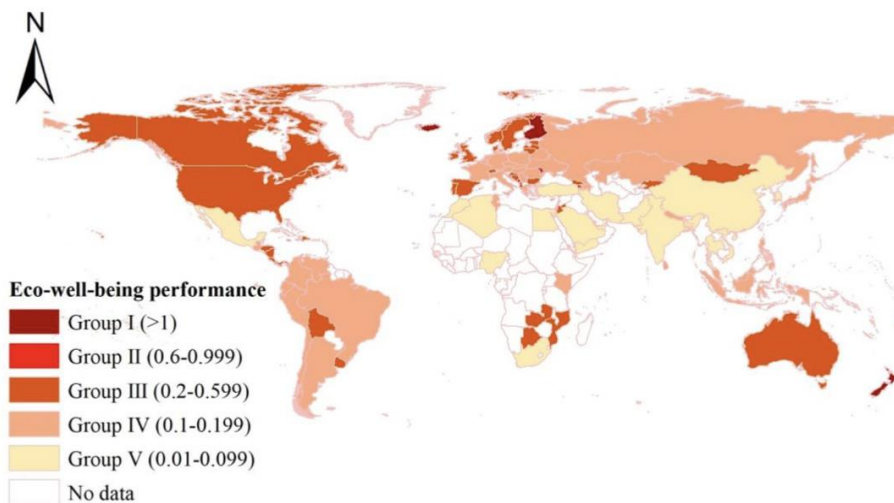 N
Eco-well-being performance
Group I (>1)
Group II (0.6-0.999)
Group III (0.2-0.599)
Group IV (0.1-0.199)
Group V (0.01-0.099)
No data